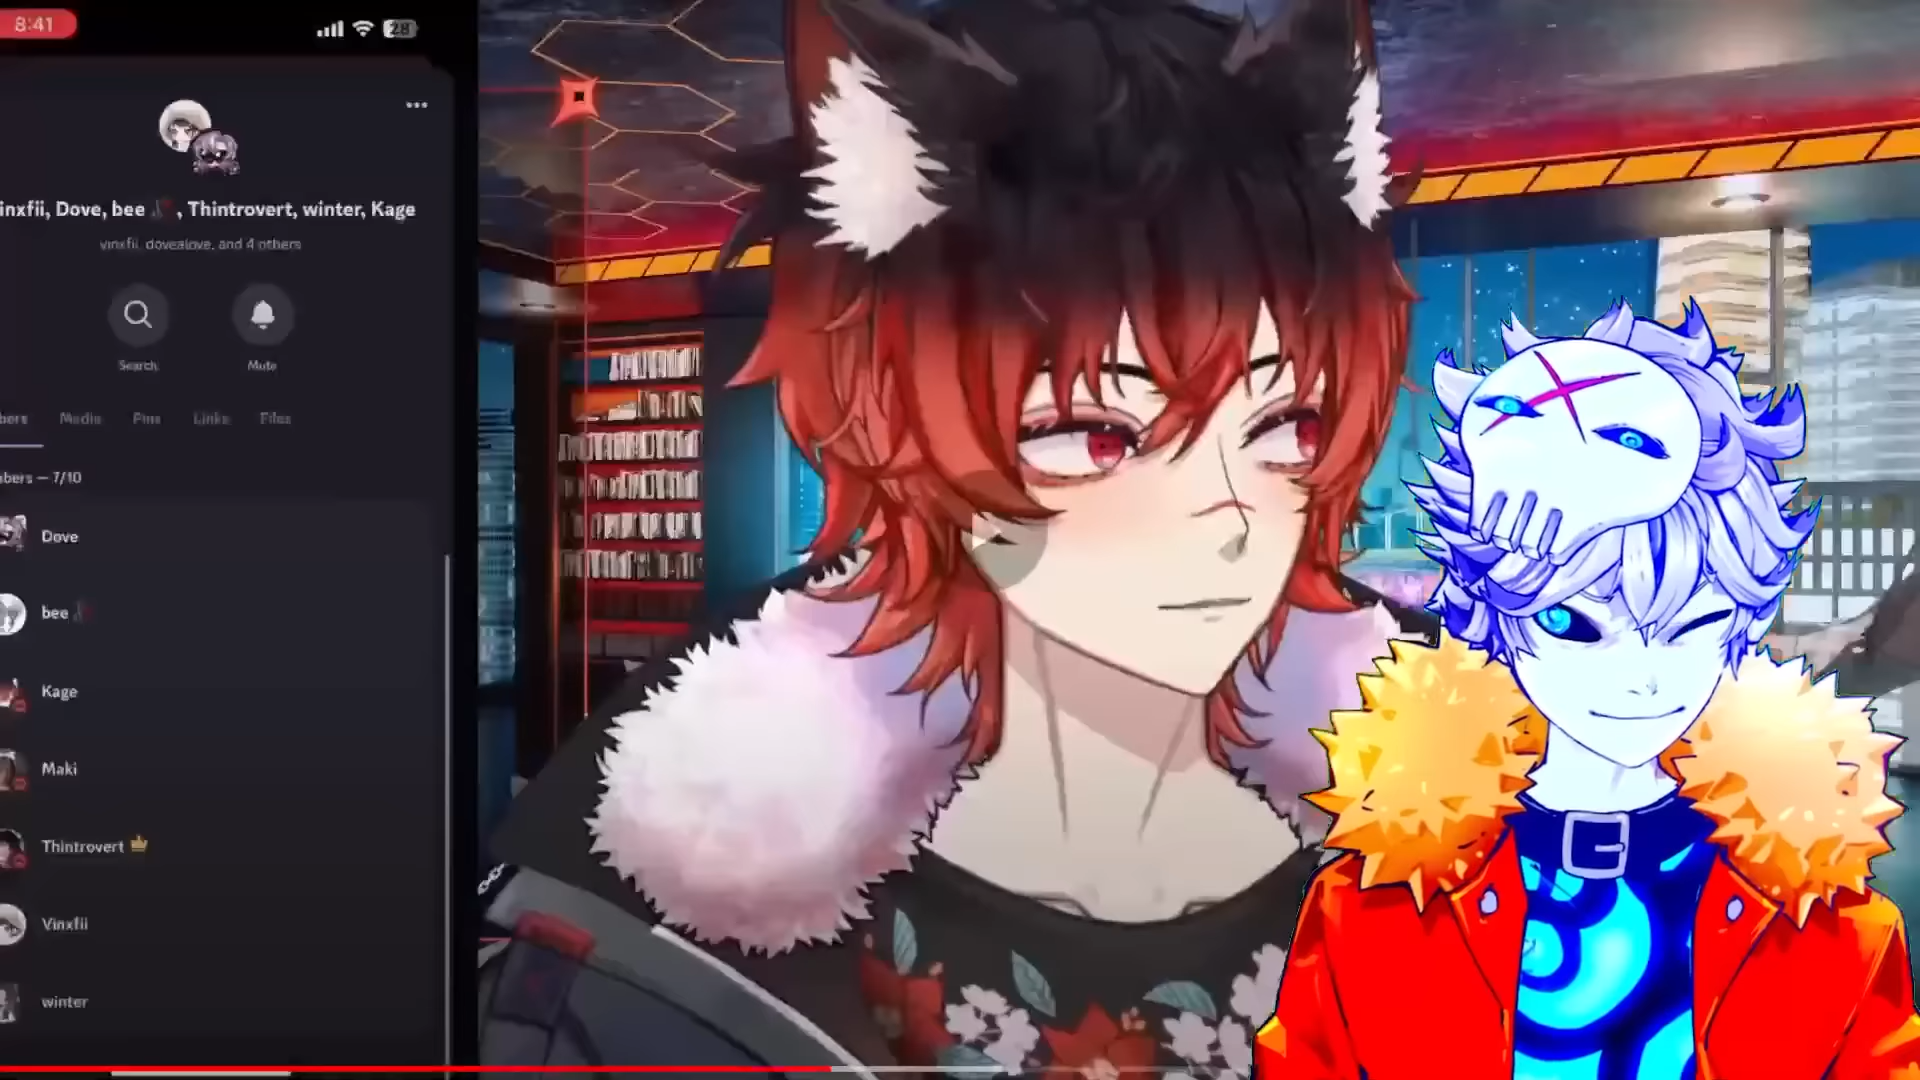 8:41
28
inxfii, Dove, bee , Thintrovert, winter, Kage
vinxfii, dovealove, and 4 others
Search
Mute
bers
Media
Pins
Links
Files
bers — 7/10
Dove
bee
Kage
Maki
Thintrovert
Vinxfii
winter